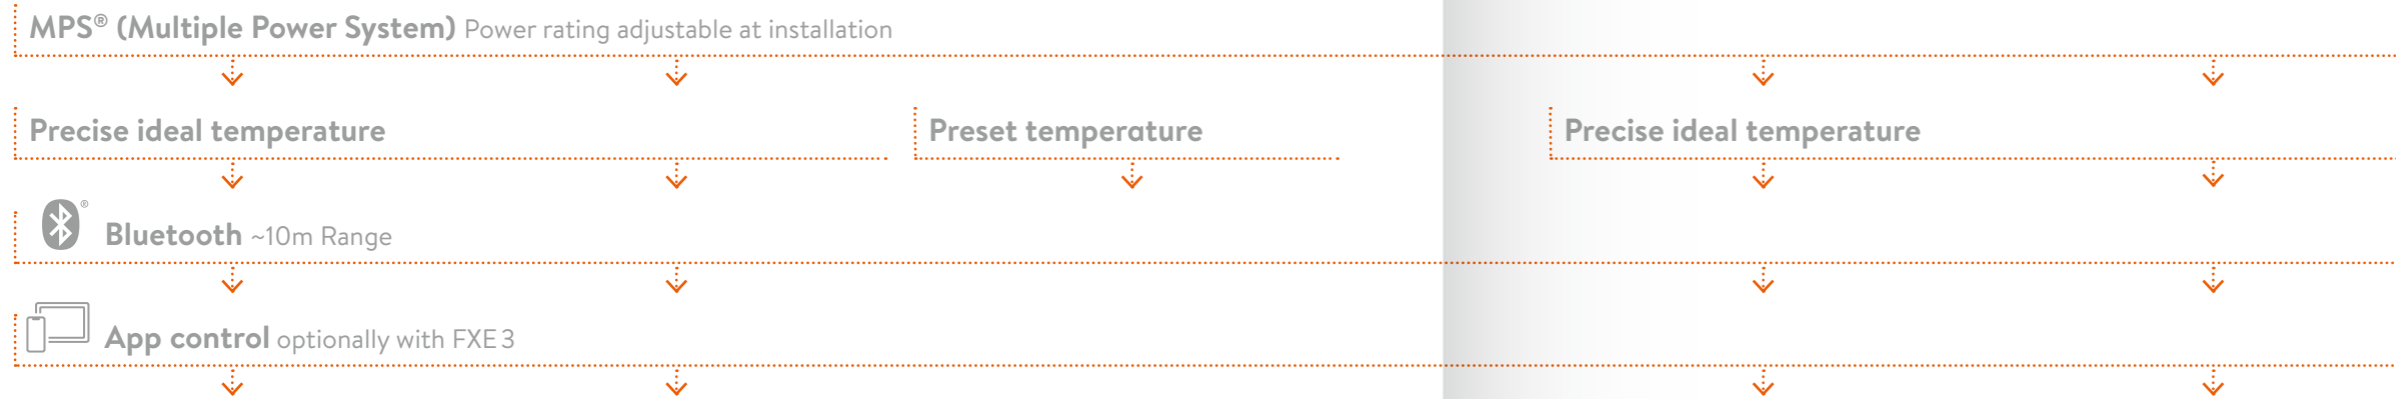 MPS® (Multiple Power System) Power rating adjustable at installation
Precise ideal temperature
Preset temperature
Precise ideal temperature
® Bluetooth ~10m Range
App control optionally with FXE 3